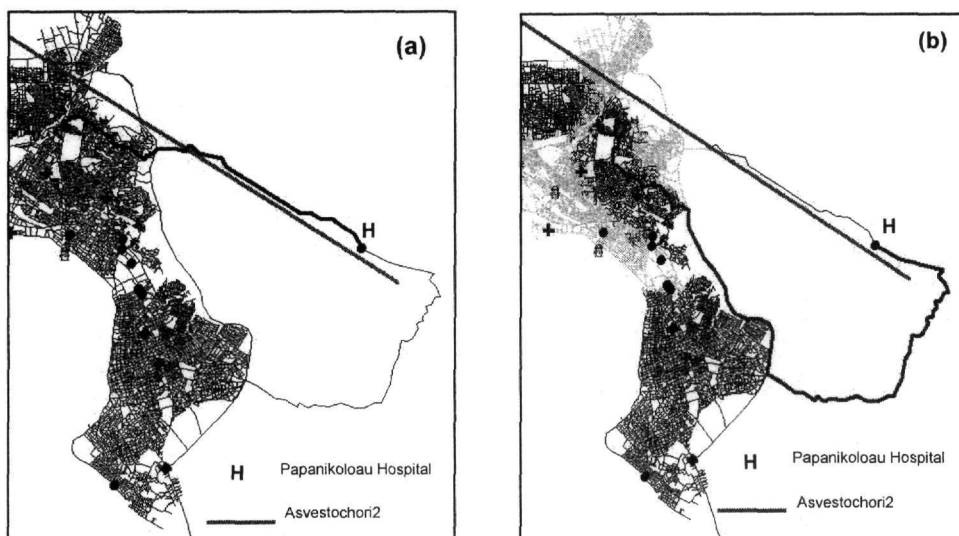 (a)
H
H
Papanikoloau Hospital
Asvestochori2
(b)
H
H
Papanikoloau Hospital
Asvestochori2